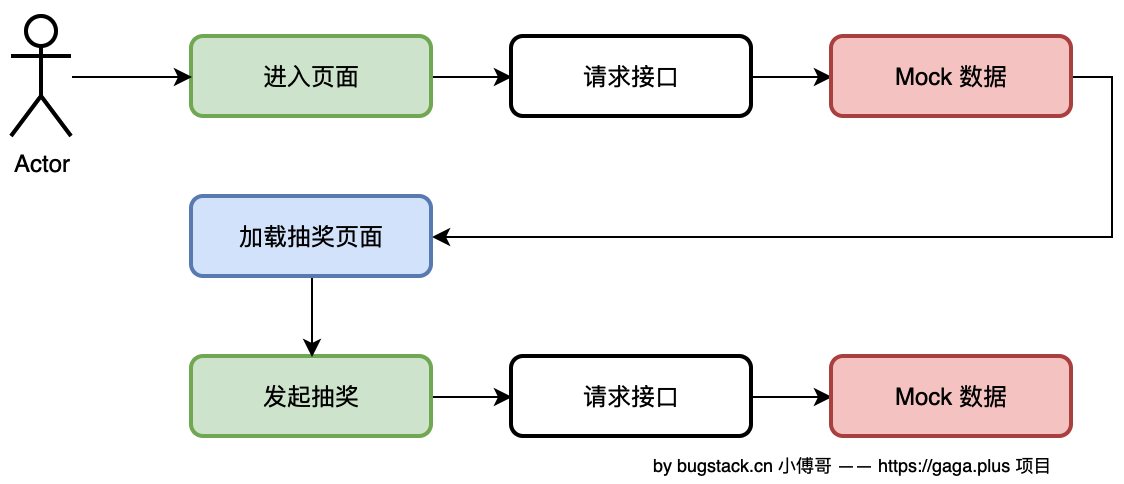 进入页面
请求接口
Mock 数据
Actor
加载抽奖页面
发起抽奖
请求接口
Mock 数据
by bugstack.cn 小傅哥 —— https://gaga.plus 项目